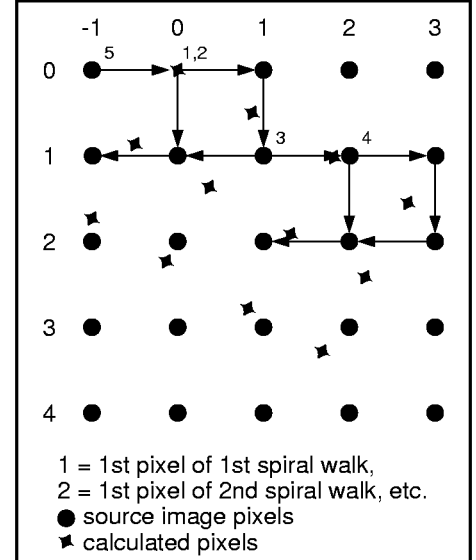 -1 0 1 2 3
5 1,2
0
3 4
1
2
3
4
1 = 1st pixel of 1st spiral walk,
2 = 1st pixel of 2nd spiral walk, etc.
source image pixels
calculated pixels